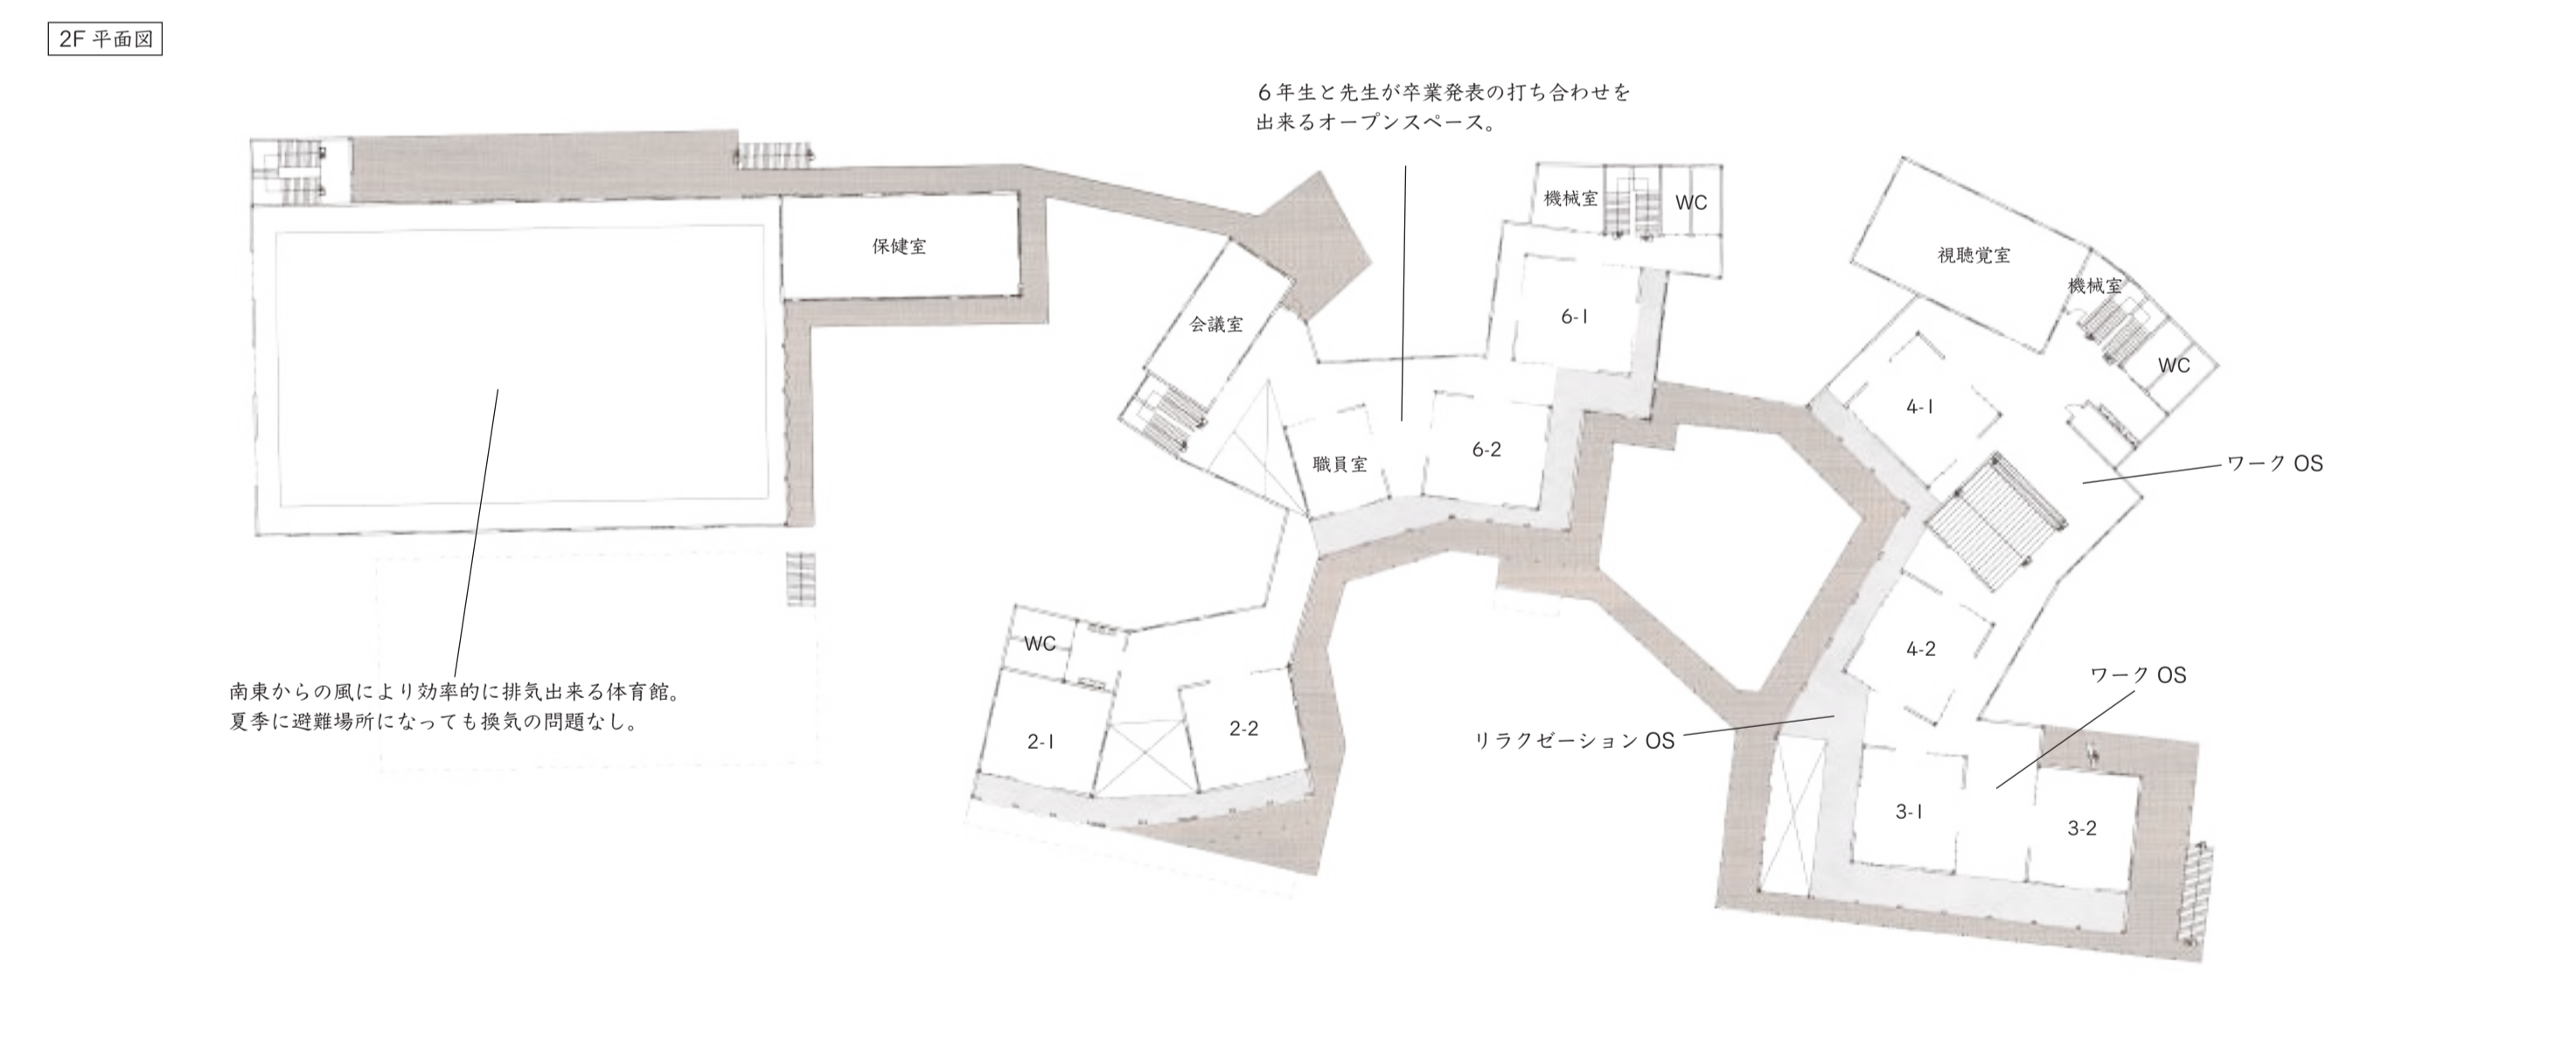 2F 平面図
6年生と先生が卒業発表の打ち合わせを
出来るオープンスペース。
機械室
WC
保健室
視聴覚室
機械室
会議室
6-1
WC
4-1
職員室
6-2
ワーク OS
WC
4-2
南東からの風により効率的に排気出来る体育館。
夏季に避難場所になっても換気の問題なし。
ワーク OS
2-1
2-2
リラクゼーション OS
3-1
3-2